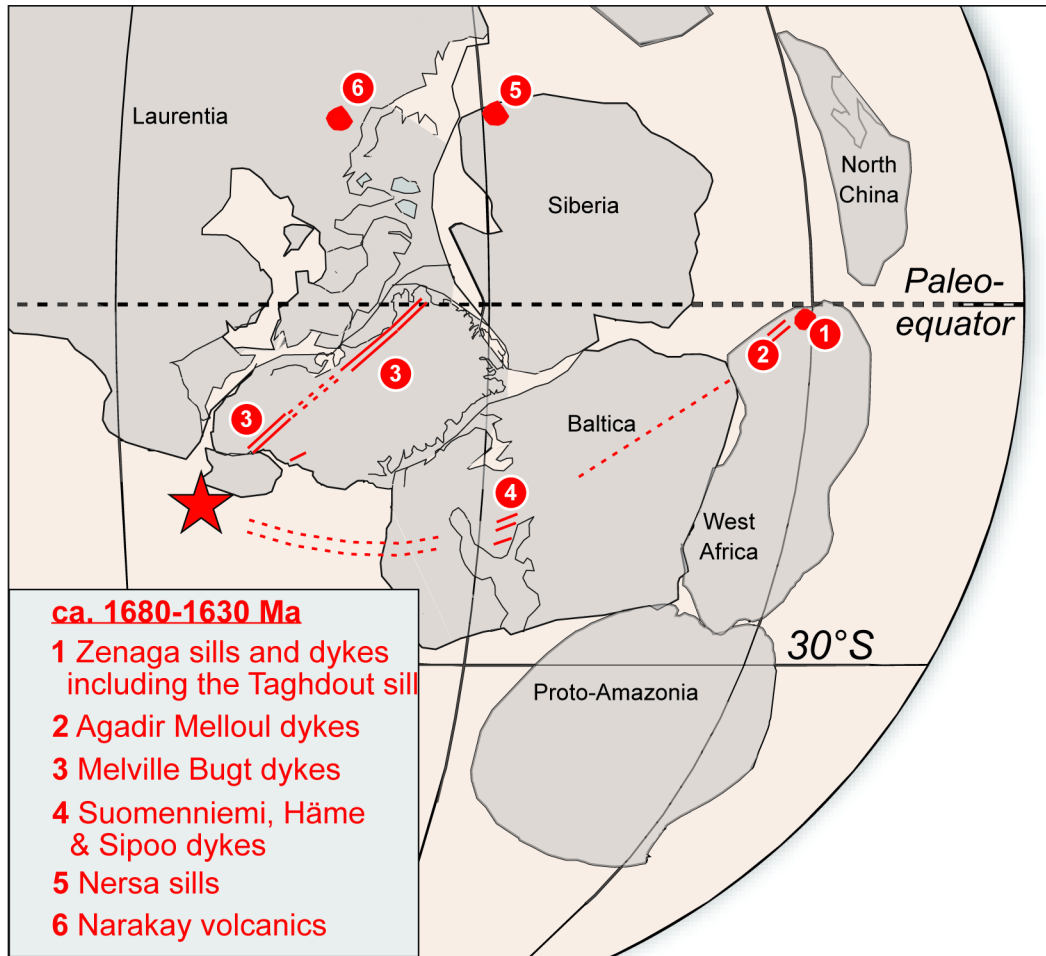 6
5
Laurentia
North
China
Siberia
Paleo-
equator
1
2
3
3
Baltica
4
West
Africa
30°S
Proto-Amazonia
ca. 1680-1630 Ma
1 Zenaga sills and dykes
including the Taghdout sill
2 Agadir Melloul dykes
3 Melville Bugt dykes
4 Suomenniemi, Häme
& Sipoo dykes
5 Nersa sills
6 Narakay volcanics